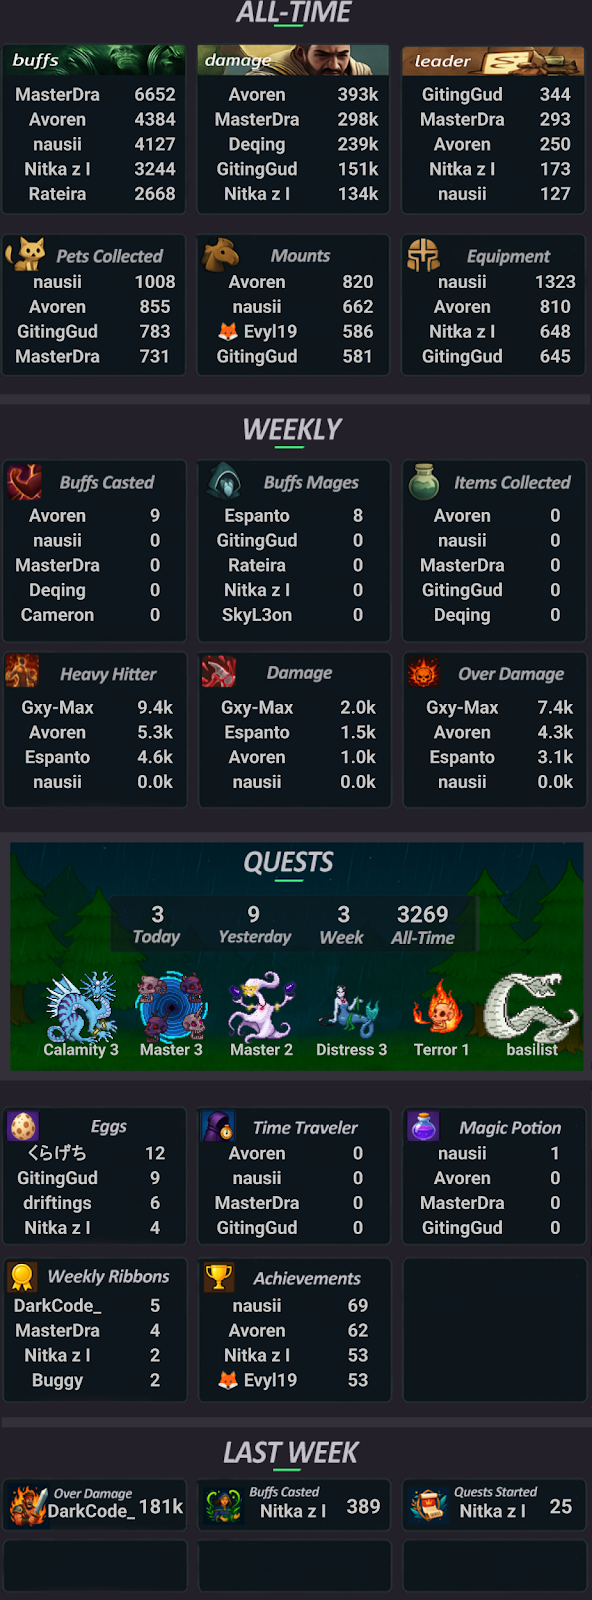 ALL-TIME
buffs
MasterDra 6652
Avoren 4384
nausii 4127
Nitka z l 3244
Rateira 2668
damage
Avoren 393k
MasterDra 298k
Deqing 239k
GitingGud 151k
Nitka z l 134k
leader
GitingGud 344
MasterDra 293
Avoren 250
Nitka z l 173
nausii 127
Pets Collected
nausii 1008
Avoren 855
GitingGud 783
MasterDra 731
Mounts
Avoren 820
nausii 662
🦊 Evyl19 586
GitingGud 581
Equipment
nausii 1323
Avoren 810
Nitka z l 648
GitingGud 645
WEEKLY
Buffs Casted
Avoren 9
nausii 0
MasterDra 0
Deqing 0
Cameron 0
Buffs Mages
Espanto 8
GitingGud 0
Rateira 0
Nitka z l 0
SkyL3on 0
Items Collected
Avoren 0
nausii 0
MasterDra 0
GitingGud 0
Deqing 0
Heavy Hitter
Gxy-Max 9.4k
Avoren 5.3k
Espanto 4.6k
nausii 0.0k
Damage
Gxy-Max 2.0k
Espanto 1.5k
Avoren 1.0k
nausii 0.0k
Over Damage
Gxy-Max 7.4k
Avoren 4.3k
Espanto 3.1k
nausii 0.0k
QUESTS
3 9 3 3269
Today Yesterday Week All-Time
Calamity 3 Master 3 Master 2 Distress 3 Terror 1 basilist
Eggs
くらげち 12
GitingGud 9
driftings 6
Nitka z l 4
Time Traveler
Avoren 0
nausii 0
MasterDra 0
GitingGud 0
Magic Potion
nausii 1
Avoren 0
MasterDra 0
GitingGud 0
Weekly Ribbons
DarkCode_ 5
MasterDra 4
Nitka z l 2
Buggy 2
Achievements
nausii 69
Avoren 62
Nitka z l 53
🦊 Evyl19 53
LAST WEEK
Over Damage
DarkCode_ 181k
Buffs Casted
Nitka z l 389
Quests Started
Nitka z l 25